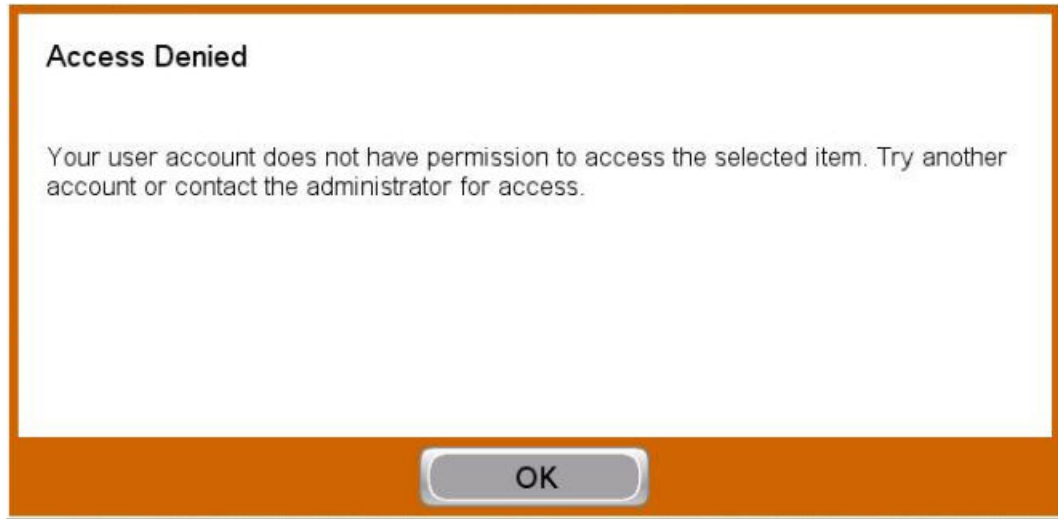 Access Denied
Your user account does not have permission to access the selected item. Try another
account or contact the administrator for access.
OK